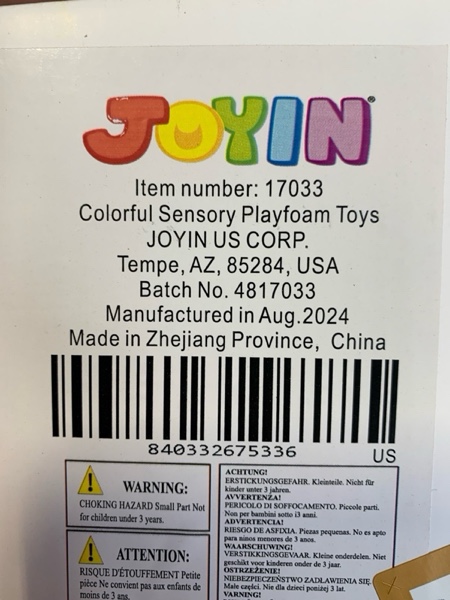 JOYIN®
Item number: 17033
Colorful Sensory Playfoam Toys
JOYIN US CORP.
Tempe, AZ, 85284, USA
Batch No. 4817033
Manufactured in Aug.2024
Made in Zhejiang Province, China
840332675336 US
WARNING:
CHOKING HAZARD Small Part Not
for children under 3 years.
ATTENTION:
RISQUE D'ÉTOUFFEMENT Petite
pièce Ne convient pas aux enfants de
moins de 3 ans.
ACHTUNG!
ERSTICKUNGSGEFAHR. Kleinteile. Nicht für
kinder unter 3 jahren.
AVVERTENZA!
PERICOLO DI SOFFOCAMENTO. Piccole parti.
Non per bambini sotto i3 anni.
ADVERTENCIA!
RIESGO DE ASFIXIA. Piezas pequenas. No es apto
para ninos menores de 3 anos.
WAARSCHUWING!
VERSTIKKINGSGEVAAR. Kleine onderdelen. Niet
geschikt voor kinderen onder de 3 jaar.
OSTRZEŻENIE!
NIEBEZPIECZEŃSTWO ZADŁAWIENIA SIĘ.
Małe części. Nie dla dzieci poniżej 3 lat.
VARNING!